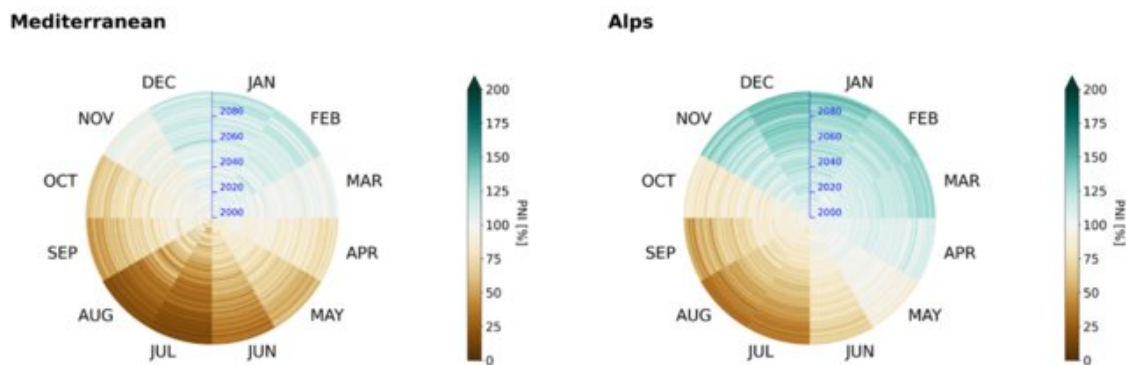 Mediterranean
DEC
JAN
NOV
FEB
OCT
MAR
SEP
APR
AUG
MAY
JUL
JUN
2080
2060
2040
2020
2000
200
175
150
125
100
75
50
25
0
PNI [%]
Alps
DEC
JAN
NOV
FEB
OCT
MAR
SEP
APR
AUG
MAY
JUL
JUN
2080
2060
2040
2020
2000
200
175
150
125
100
75
50
25
0
PNI [%]